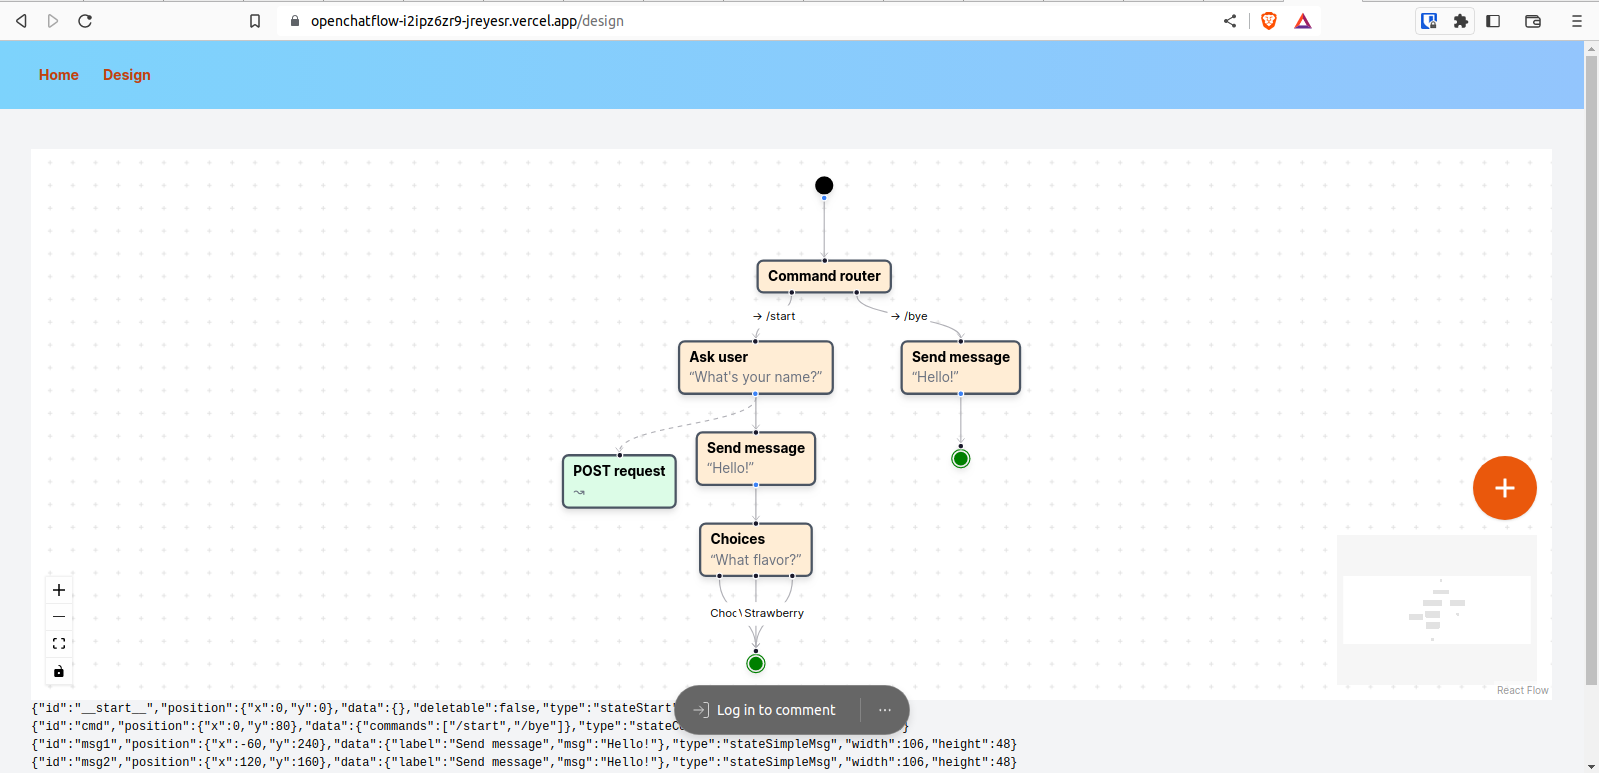 openchatflow-i2ipz6zr9-jreyesr.vercel.app/design
Home Design
Command router
→ /start → /bye
Ask user
“What's your name?”
Send message
“Hello!”
Send message
“Hello!”
POST request
Choices
“What flavor?”
Choc Strawberry
React Flow
Log in to comment
{"id":"__start__","position":{"x":0,"y":0},"data":{},"deletable":false,"type":"stateStart"
{"id":"cmd","position":{"x":0,"y":80},"data":{"commands":["/start","/bye"]},"type":"stateC }
{"id":"msg1","position":{"x":-60,"y":240},"data":{"label":"Send message","msg":"Hello!"},"type":"stateSimpleMsg","width":106,"height":48}
{"id":"msg2","position":{"x":120,"y":160},"data":{"label":"Send message","msg":"Hello!"},"type":"stateSimpleMsg","width":106,"height":48}